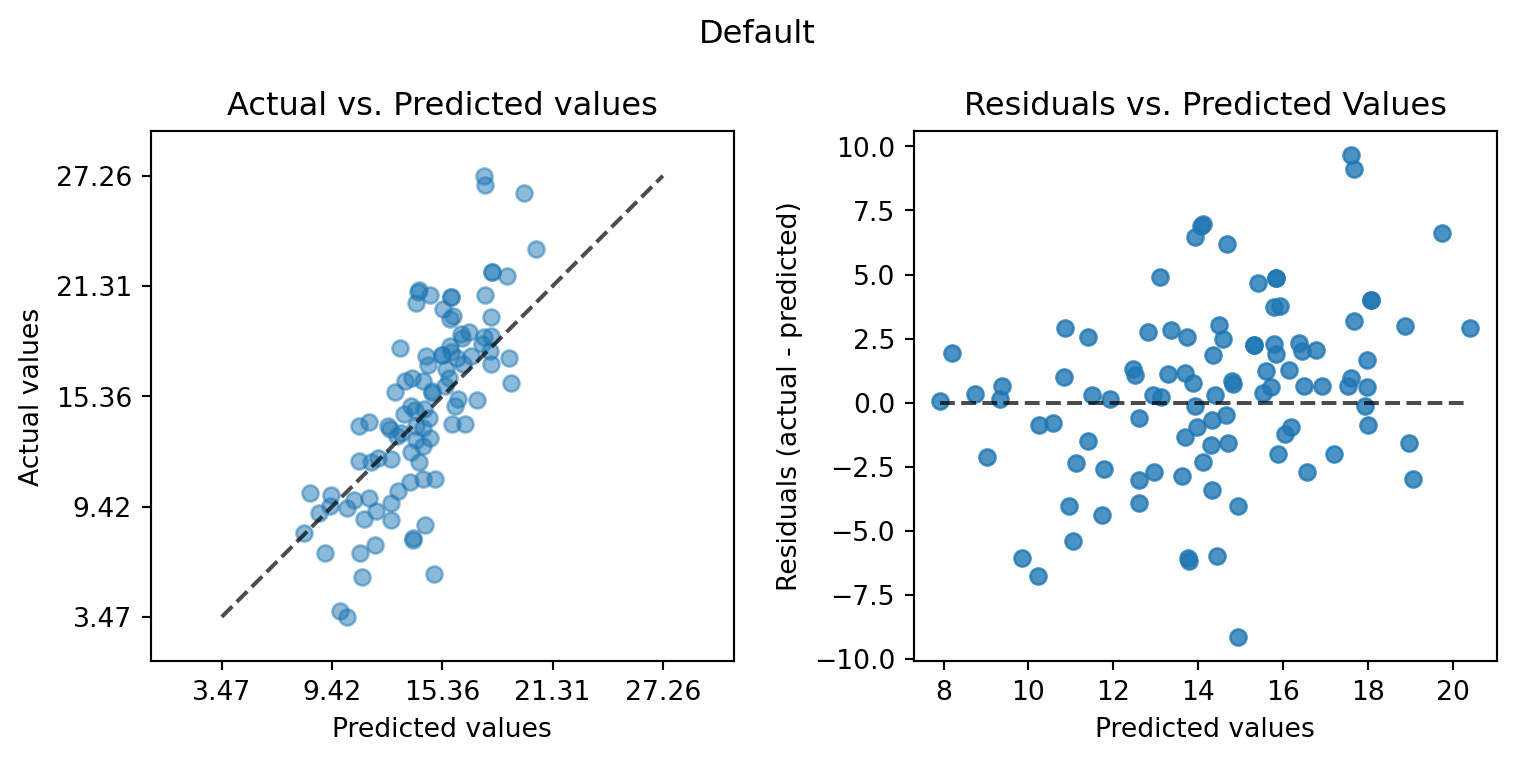 Default
Actual vs. Predicted values
Actual values
27.26
21.31
15.36
9.42
3.47
3.47 9.42 15.36 21.31 27.26
Predicted values
Residuals vs. Predicted Values
Residuals (actual - predicted)
10.0
7.5
5.0
2.5
0.0
−2.5
−5.0
−7.5
−10.0
8 10 12 14 16 18 20
Predicted values